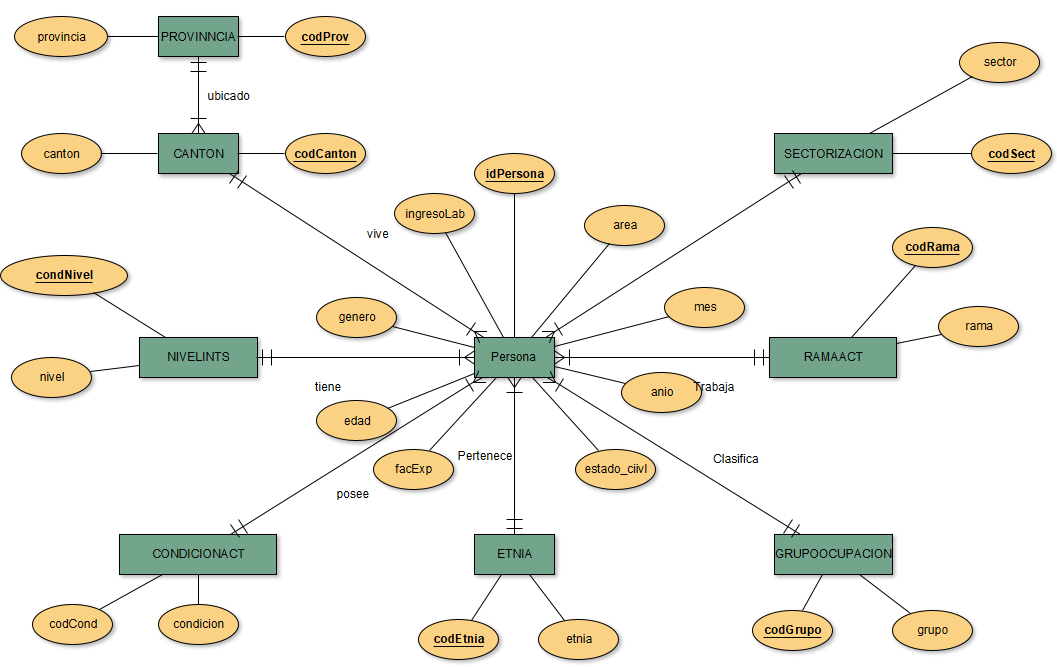 provincia
PROVINNCIA
codProv
ubicado
sector
canton
CANTON
codCanton
SECTORIZACION
codSect
idPersona
ingresoLab
area
vive
codRama
condNivel
genero
mes
rama
NIVELINTS
Persona
RAMAACT
nivel
tiene
anio
Trabaja
edad
Pertenece
Clasifica
facExp
estado_ciivl
posee
CONDICIONACT
ETNIA
GRUPOOCUPACION
codCond
condicion
codEtnia
etnia
codGrupo
grupo